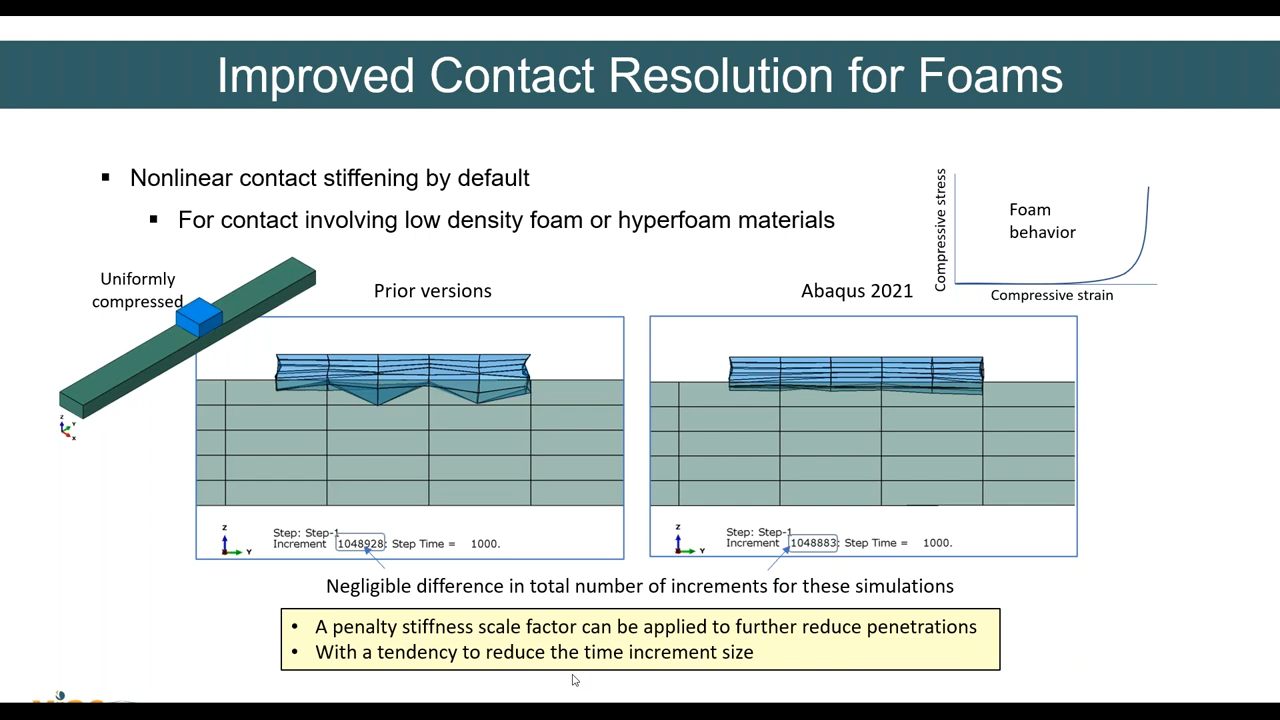 Improved Contact Resolution for Foams
▪ Nonlinear contact stiffening by default
▪ For contact involving low density foam or hyperfoam materials
Compressive stress
Foam
behavior
Compressive strain
Uniformly
compressed
Prior versions
Abaqus 2021
Z
Y
X
Z
Y
Step: Step-1
Increment 1048928: Step Time = 1000.
Z
Y
Step: Step-1
Increment 1048883: Step Time = 1000.
Negligible difference in total number of increments for these simulations
• A penalty stiffness scale factor can be applied to further reduce penetrations
• With a tendency to reduce the time increment size